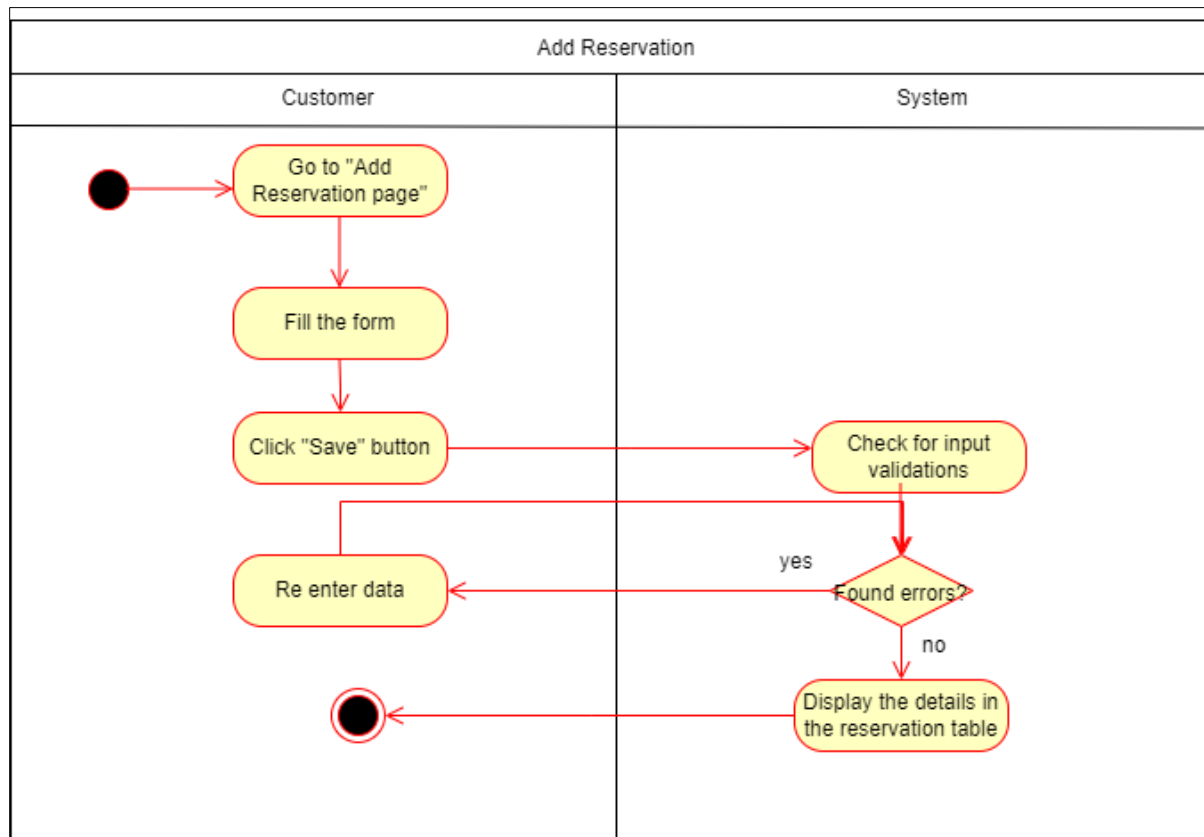 Add Reservation
Customer
System
Go to "Add
Reservation page"
Fill the form
Click "Save" button
Check for input
validations
yes
Re enter data
Found errors?
no
Display the details in
the reservation table